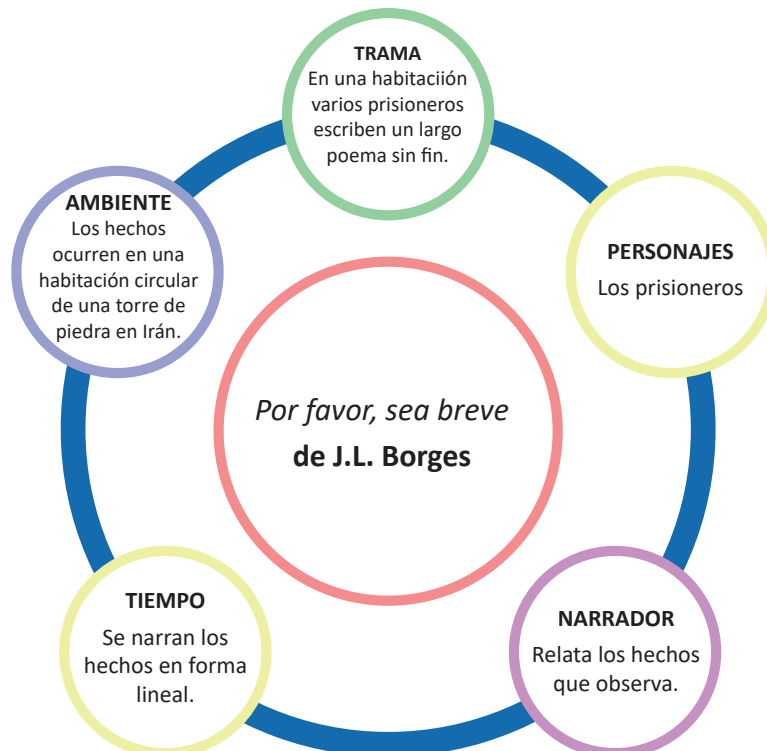 TRAMA
En una habitaciión
varios prisioneros
escriben un largo
poema sin fin.
AMBIENTE
Los hechos
ocurren en una
habitación circular
de una torre de
piedra en Irán.
PERSONAJES
Los prisioneros
Por favor, sea breve
de J.L. Borges
TIEMPO
Se narran los
hechos en forma
lineal.
NARRADOR
Relata los hechos
que observa.